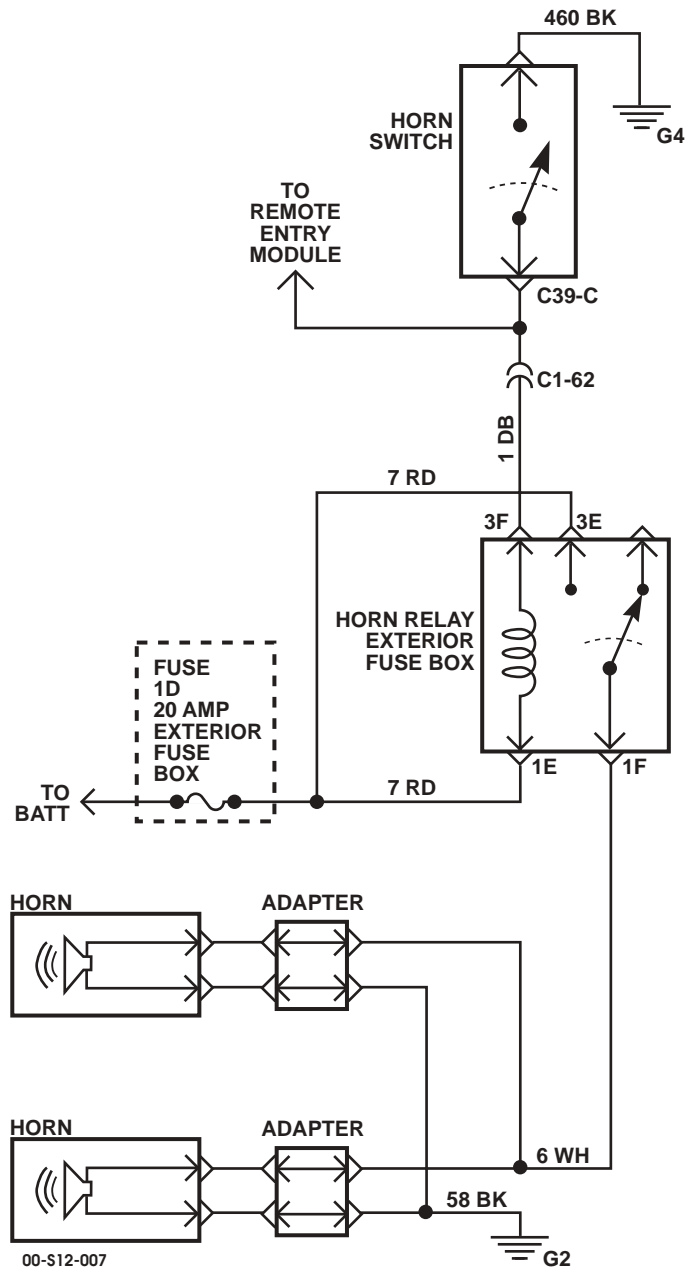 460 BK
G4
HORN
SWITCH
TO
REMOTE
ENTRY
MODULE
C39-C
C1-62
1 DB
7 RD
3F
3E
HORN RELAY
EXTERIOR
FUSE BOX
FUSE
1D
20 AMP
EXTERIOR
FUSE
BOX
1E
1F
TO
BATT
7 RD
HORN
ADAPTER
HORN
ADAPTER
6 WH
58 BK
G2
00-S12-007